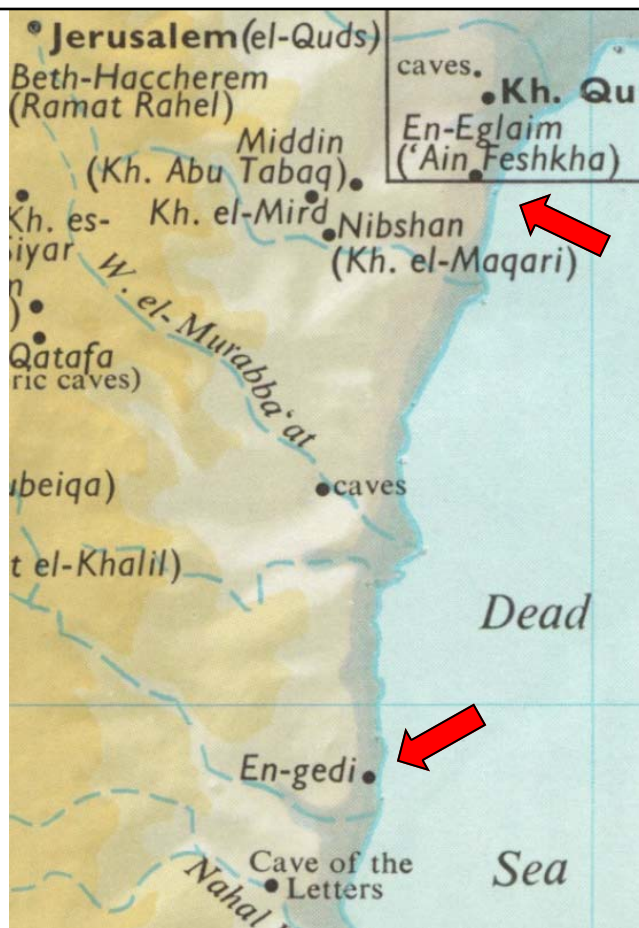 Jerusalem (el-Quds)
Beth-Haccherem
(Ramat Rahel)
caves.
Kh. Qu
En-Eglaim
('Ain Feshkha)
Middin
(Kh. Abu Tabaq)
Kh. el-Mird
Nibshan
(Kh. el-Maqari)
Kh. es-
Siyar
n
)
W. el-Murabba'at
Qatafa
ric caves)
caves
ubeiqa)
t el-Khalil)
Dead
En-gedi
Cave of the
Letters
Nahal
Sea